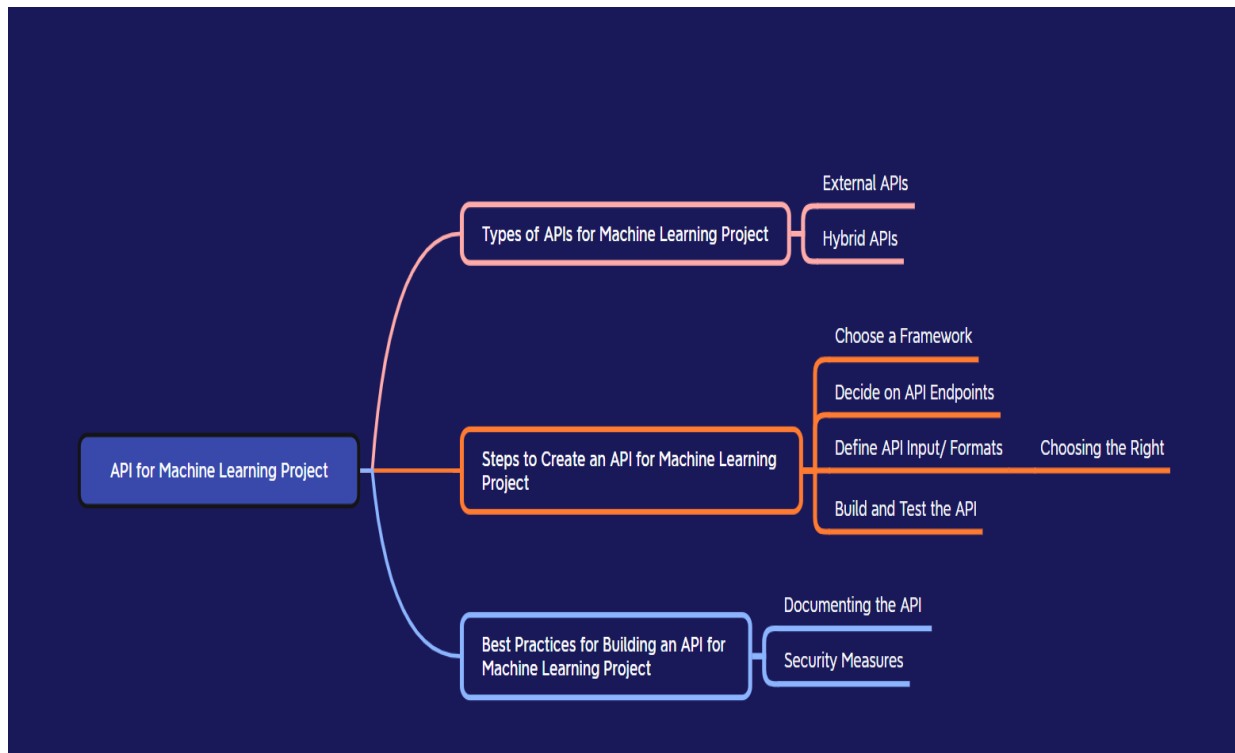 External APIs
Types of APIs for Machine Learning Project
Hybrid APIs
Choose a Framework
Decide on API Endpoints
Define API Input/ Formats
Choosing the Right
API for Machine Learning Project
Steps to Create an API for Machine Learning
Project
Build and Test the API
Documenting the API
Best Practices for Building an API for
Machine Learning Project
Security Measures